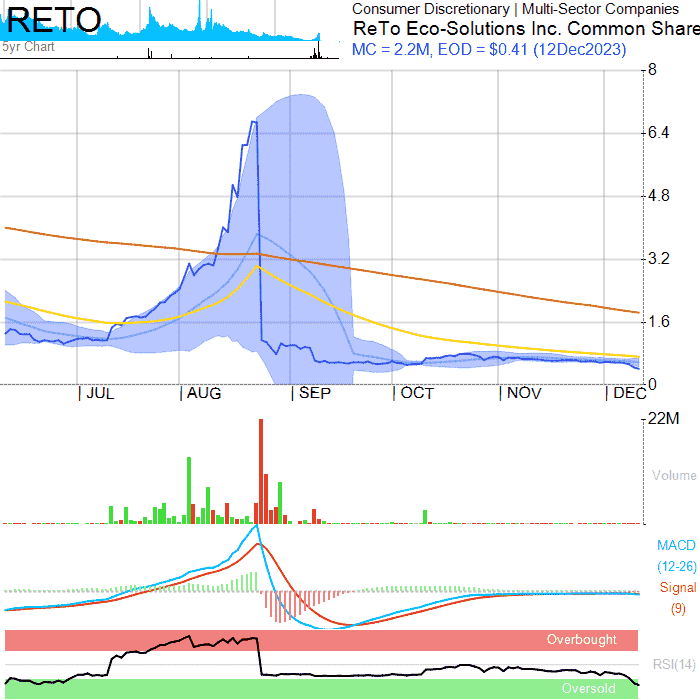 RETO
5yr Chart
Consumer Discretionary | Multi-Sector Companies
ReTo Eco-Solutions Inc. Common Share
MC = 2.2M, EOD = $0.41 (12Dec2023)
8
6.4
4.8
3.2
1.6
0
JUL AUG SEP OCT NOV DEC
22M
Volume
MACD
(12-26)
Signal
(9)
Overbought
RSI(14)
Oversold